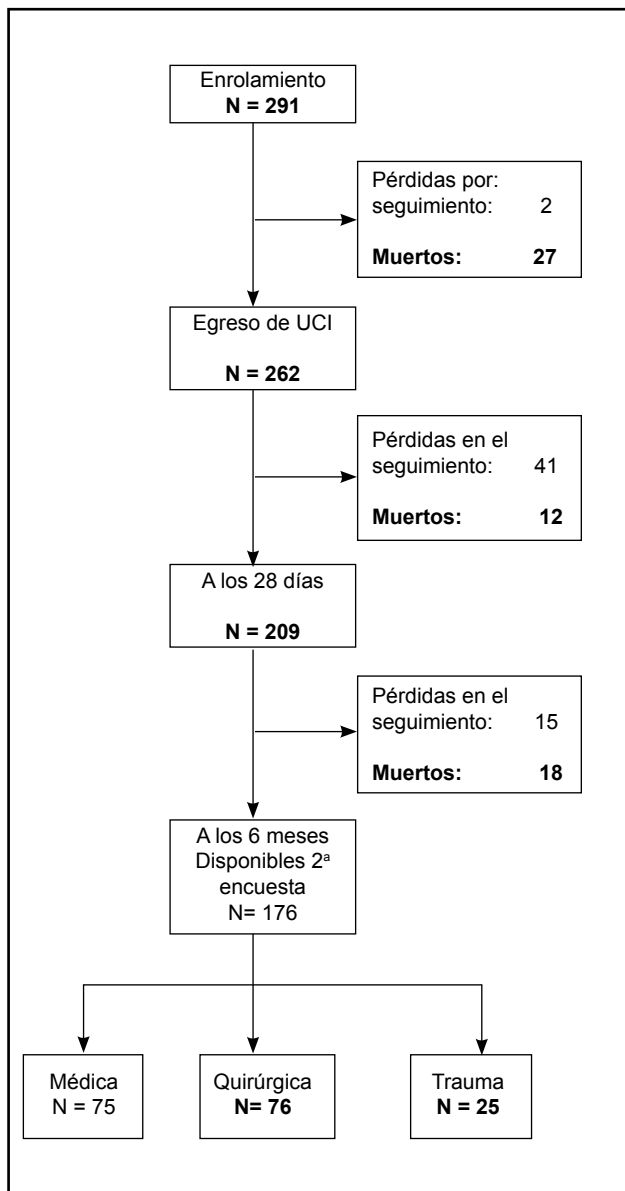 Enrolamiento
N = 291
Pérdidas por:
seguimiento: 2
Muertos: 27
Egreso de UCI
N = 262
Pérdidas en el
seguimiento: 41
Muertos: 12
A los 28 días
N = 209
Pérdidas en el
seguimiento: 15
Muertos: 18
A los 6 meses
Disponibles 2ª
encuesta
N= 176
Médica
N = 75
Quirúrgica
N= 76
Trauma
N = 25